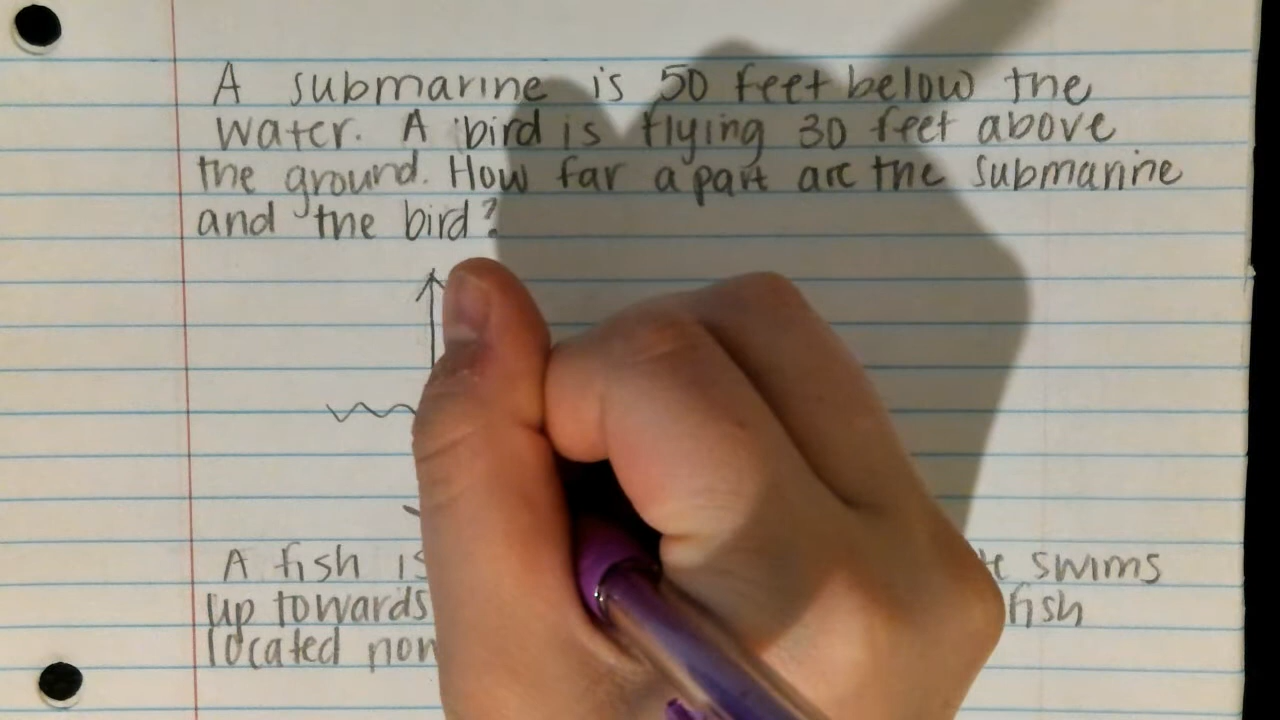 A submarine is 50 feet below the
water. A bird is flying 30 feet above
the ground. How far apart are the submarine
and the bird?
A fish is swims
up towards fish
located